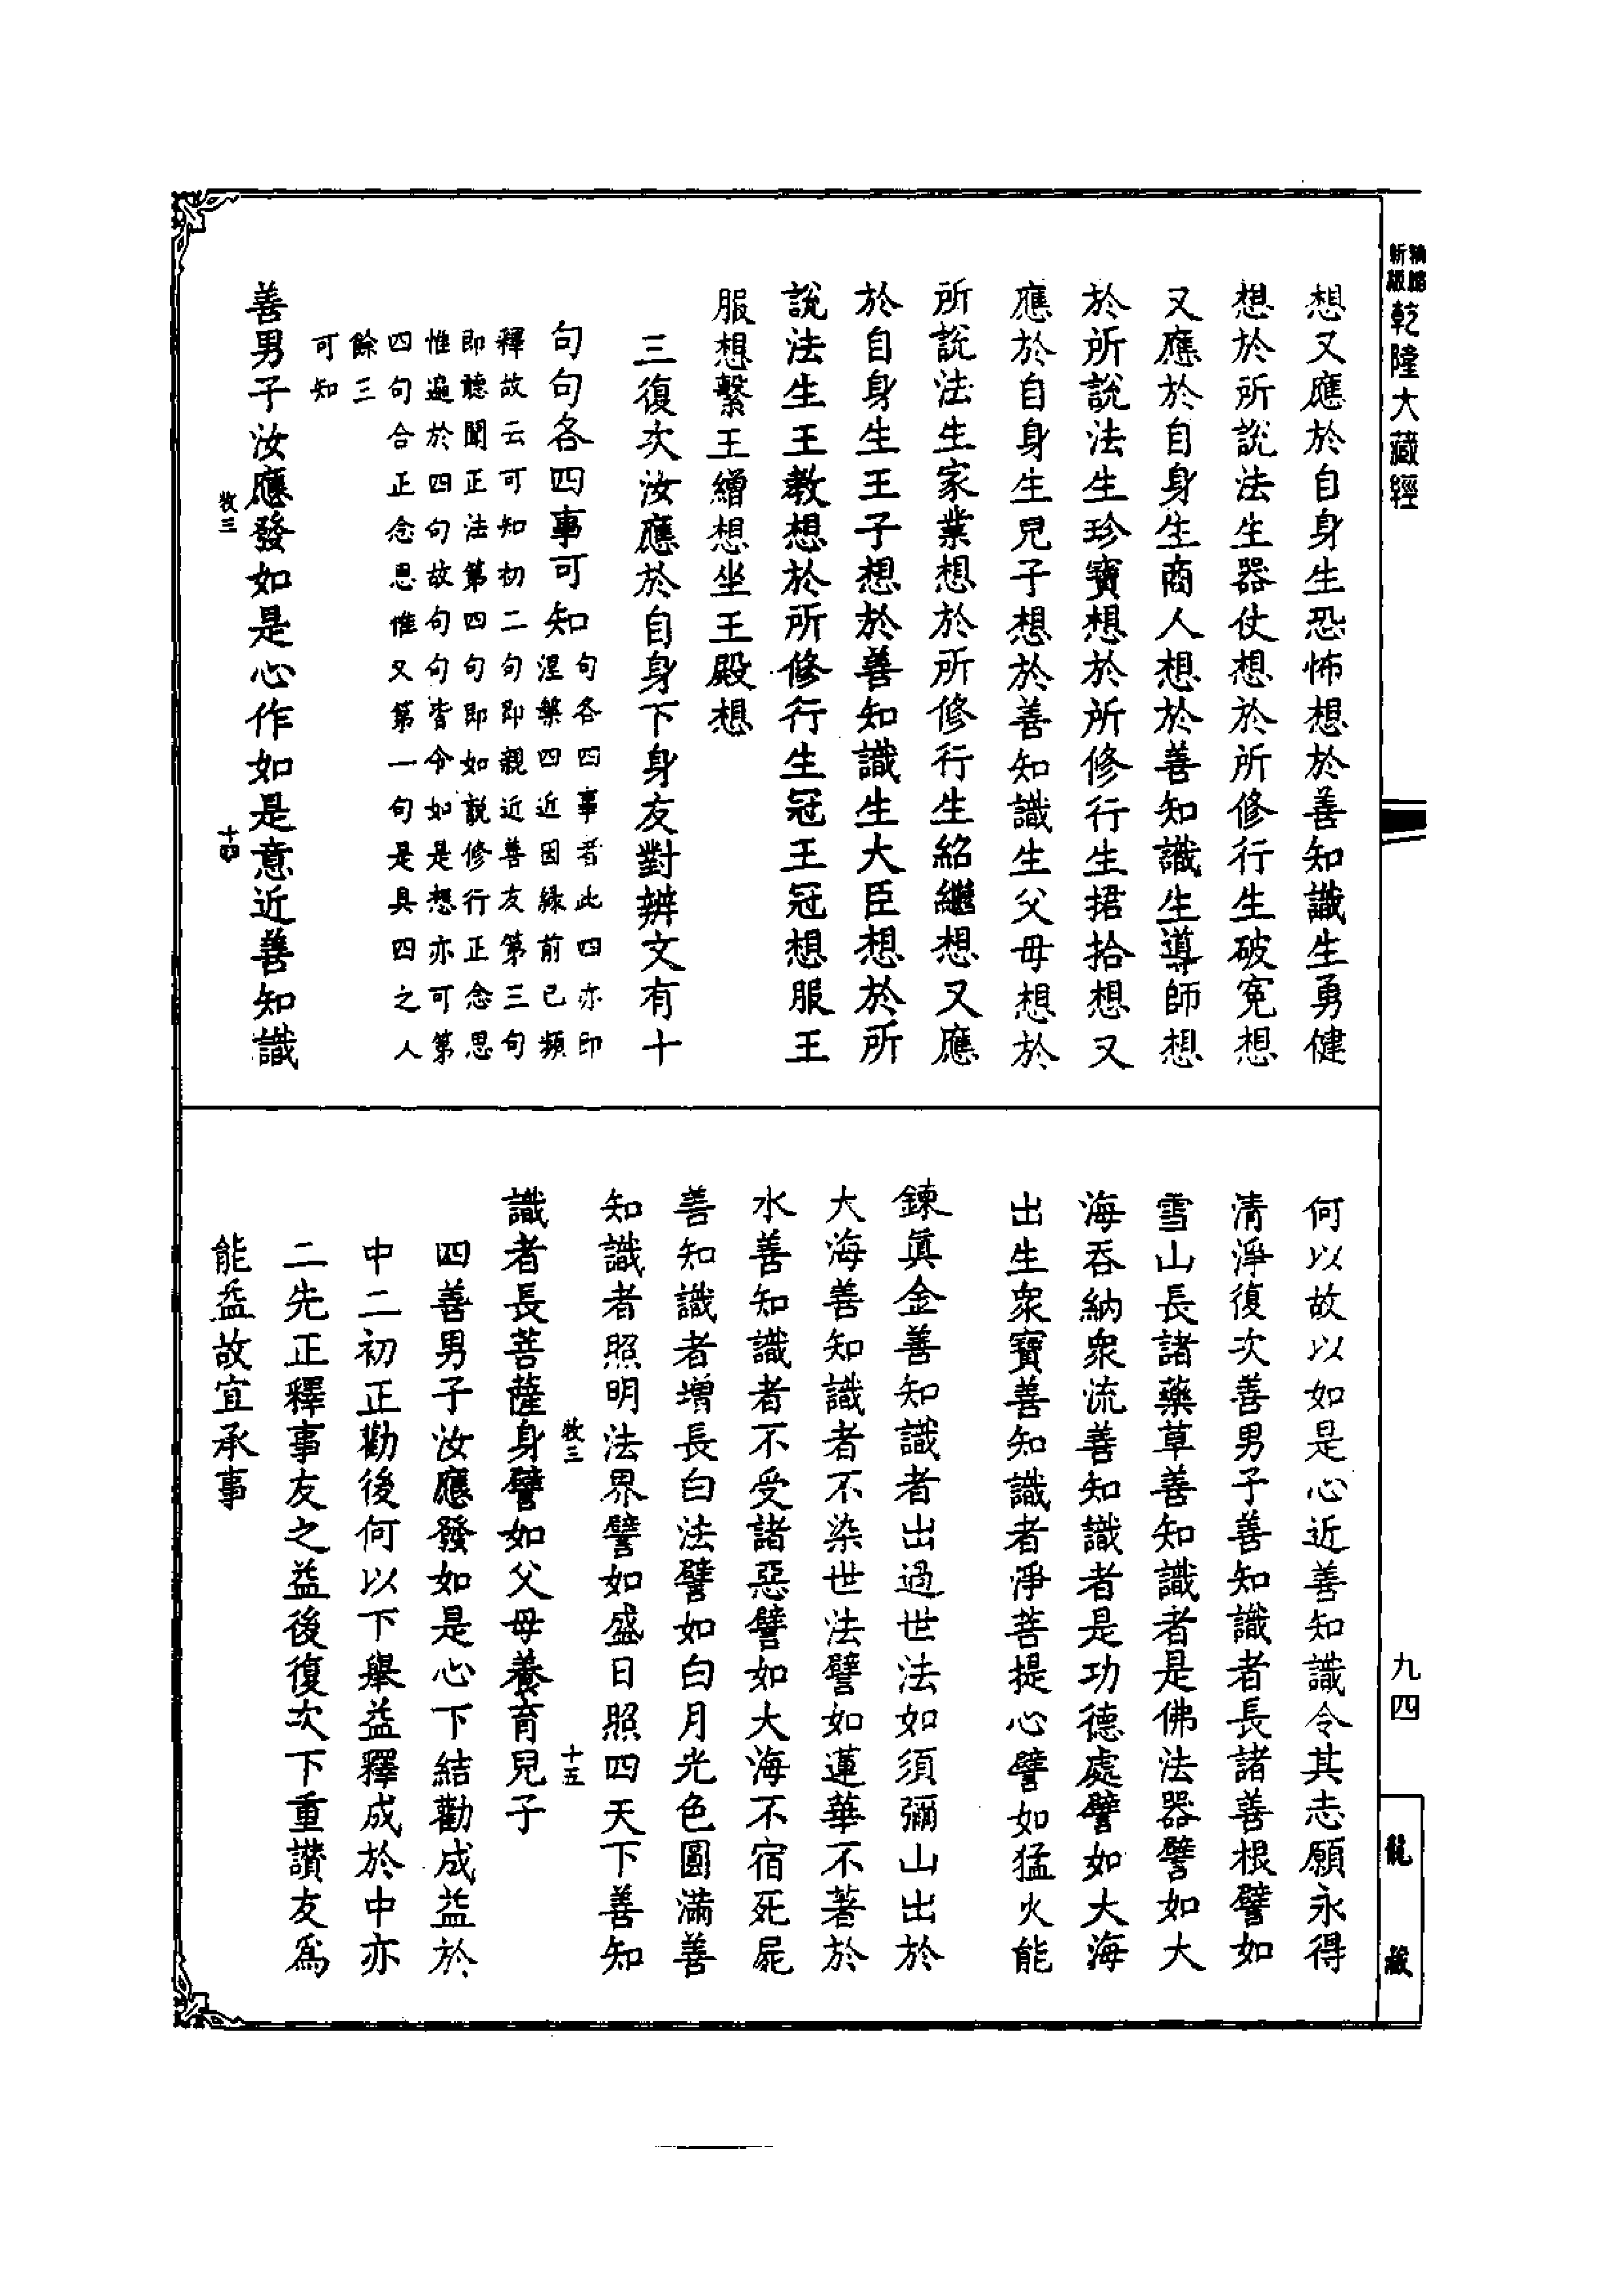 精縮
新版
乾隆大藏經
想又應於自身生恐怖想於善知識生勇健
想於所說法生器仗想於所修行生破冤想
又應於自身生商人想於善知識生導師想
於所說法生珍寶想於所修行生捃拾想又
應於自身生兒子想於善知識生父母想於
所說法生家業想於所修行生紹繼想又應
於自身生王子想於善知識生大臣想於所
說法生王教想於所修行生冠王冠想服王
服想繫王繒想坐王殿想
三復次汝應於自身下身友對辨文有十
句句各四事可知
句各四事者此四亦印
涅槃四近因緣前已頻
釋故云可知初二句即親近善友第三句
即聽聞正法第四句即如說修行正念思
惟遍於四句故句句皆令如是想亦可第
四句合正念思惟又第一句是具四之人
餘三
可知
善男子汝應發如是心作如是意近善知識
牧三
十四
何以故以如是心近善知識令其志願永得
清淨復次善男子善知識者長諸善根譬如
雪山長諸藥草善知識者是佛法器譬如大
海吞納眾流善知識者是功德處譬如大海
出生眾寶善知識者淨菩提心譬如猛火能
鍊眞金善知識者出過世法如須彌山出於
大海善知識者不染世法譬如蓮華不著於
水善知識者不受諸惡譬如大海不宿死屍
善知識者增長白法譬如白月光色圓滿善
知識者照明法界譬如盛日照四天下善知
牧三
十五
識者長菩薩身譬如父母養育兒子
四善男子汝應發如是心下結勸成益於
中二初正勸後何以下舉益釋成於中亦
二先正釋事友之益後復次下重讚友爲
能益故宜承事
九四
龍藏